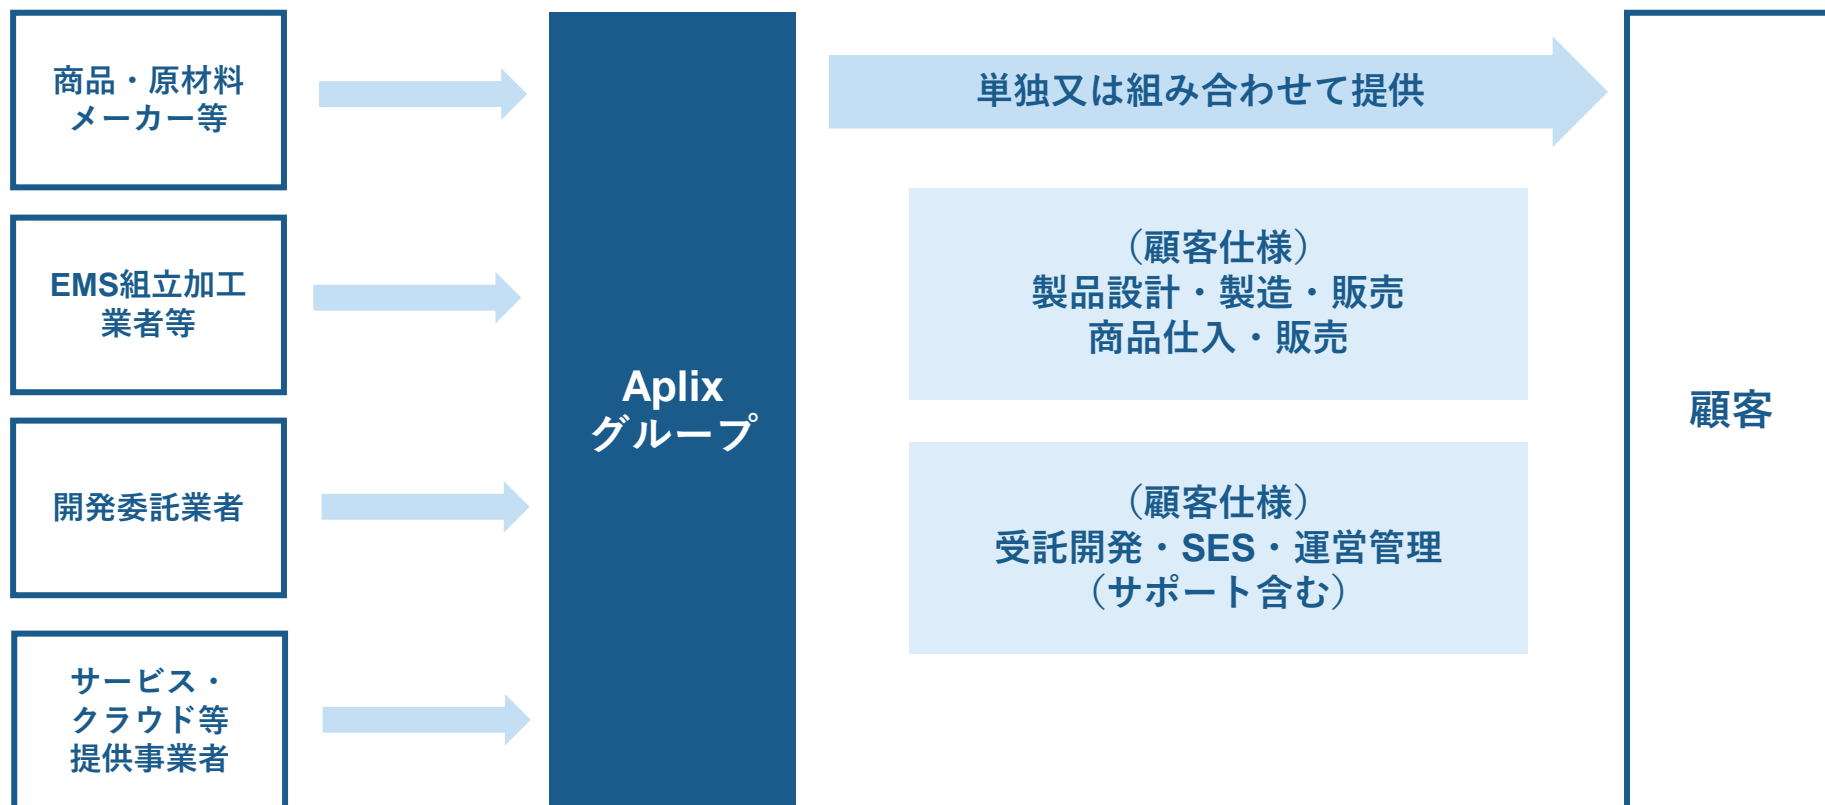 商品・原材料
メーカー等
EMS組立加工
業者等
開発委託業者
サービス・
クラウド等
提供事業者
Aplix
グループ
単独又は組み合わせて提供
（顧客仕様）
製品設計・製造・販売
商品仕入・販売
（顧客仕様）
受託開発・SES・運営管理
（サポート含む）
顧客